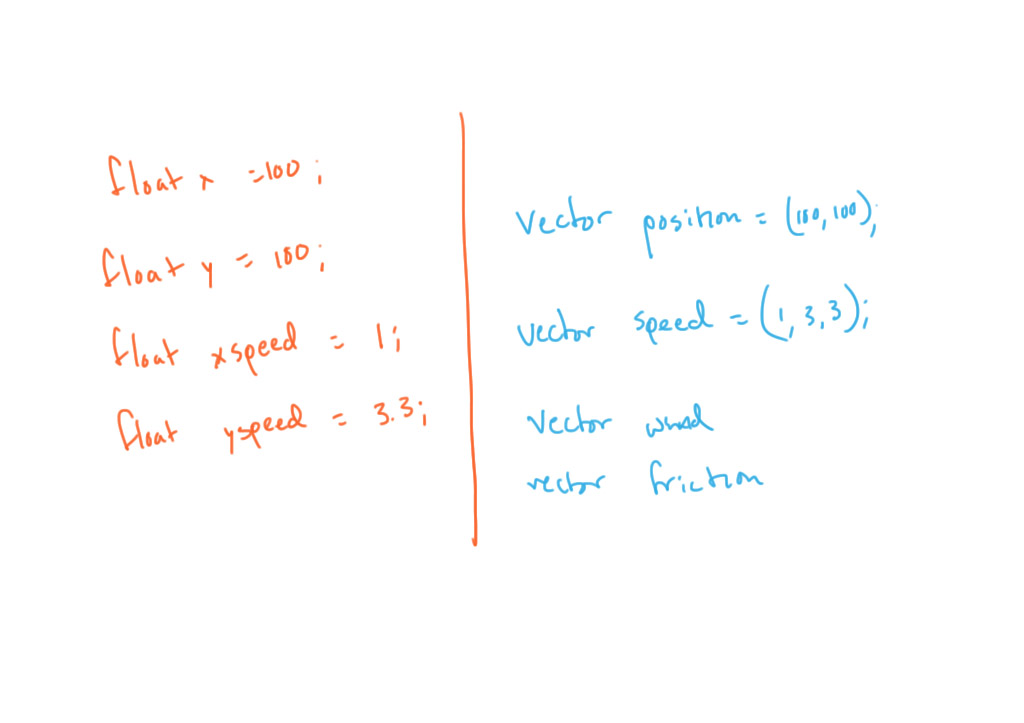 float x = 100;
float y = 100;
float xspeed = 1;
float yspeed = 3.3;
vector position = (100, 100);
vector speed = (1, 3, 3);
vector wind
vector friction